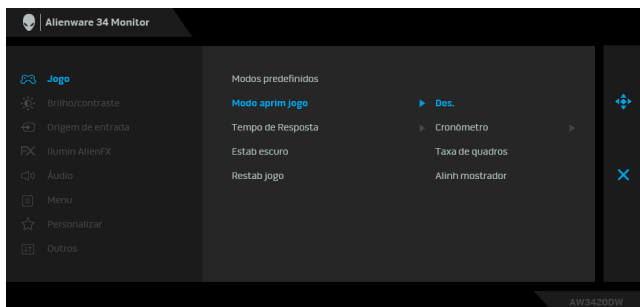 Alienware 34 Monitor
Jogo
Brilho/contraste
Origem de entrada
FX Ilumin AlienFX
Áudio
Menu
Personalizar
Outros
Modos predefinidos
Modo aprim jogo
Tempo de Resposta
Estab escuro
Restab jogo
Des.
Cronômetro
Taxa de quadros
Alinh mostrador
AW3420DW